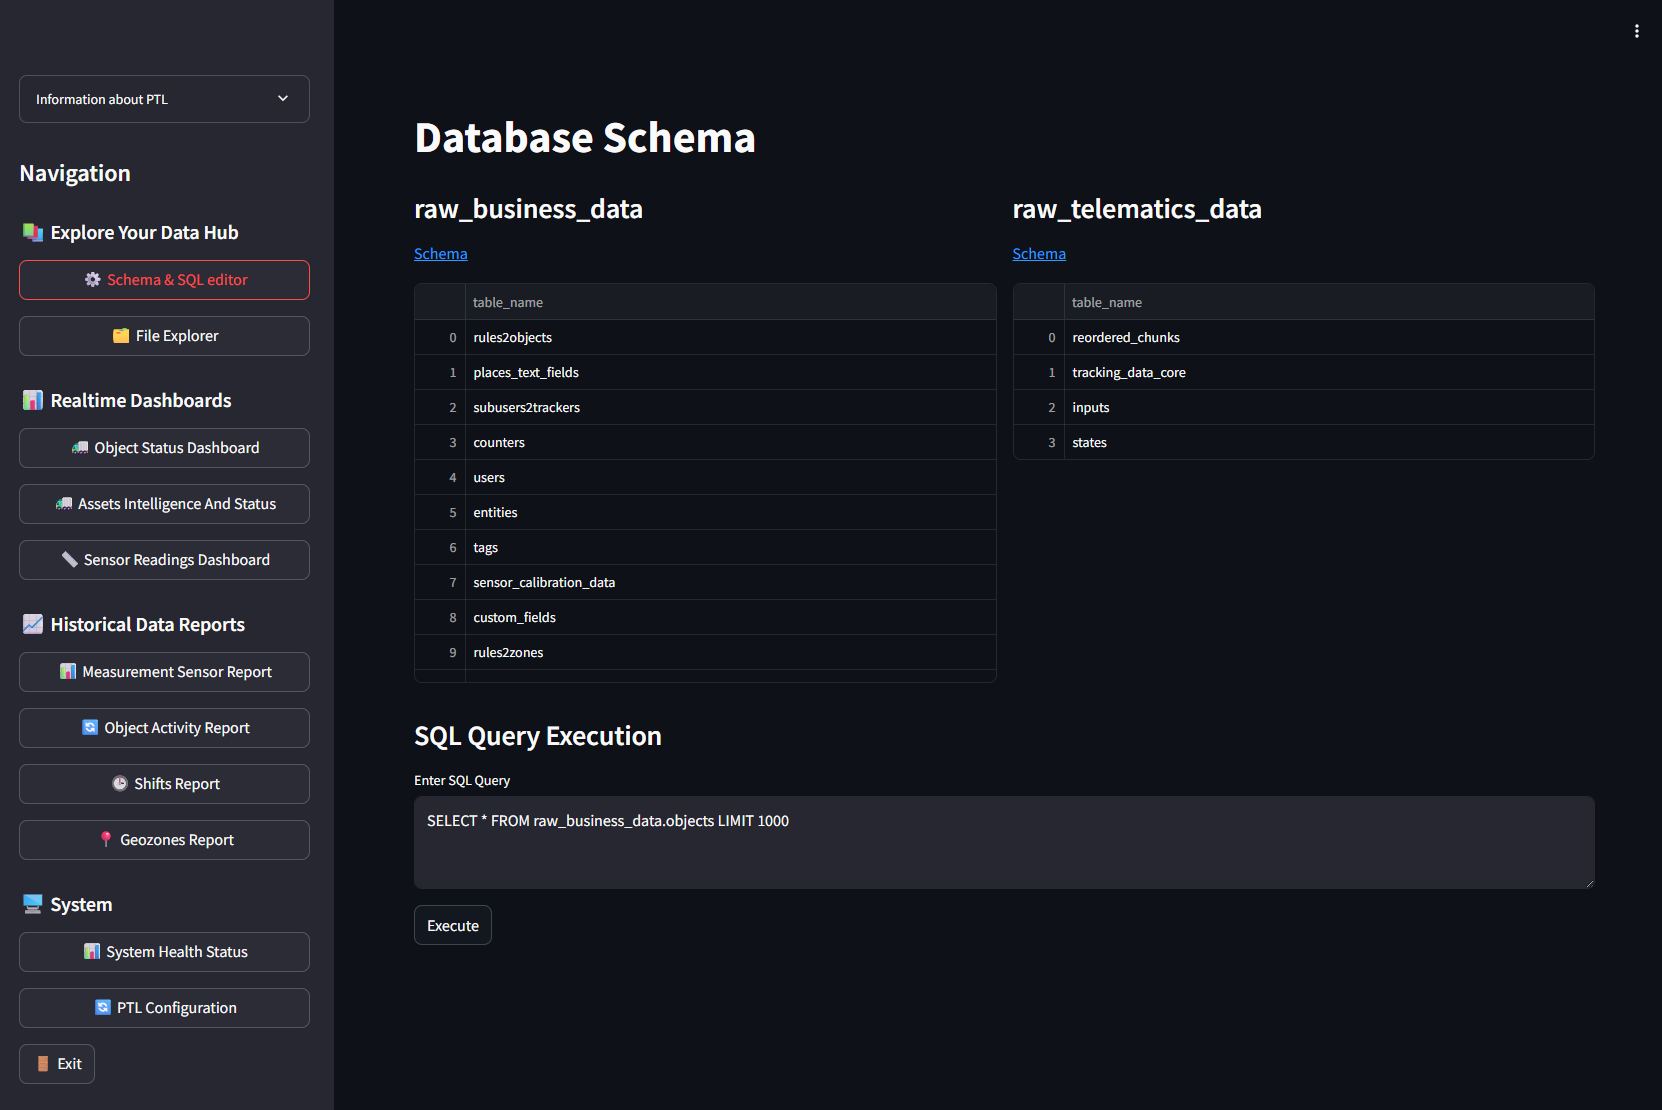 Information about PTL
Navigation
Explore Your Data Hub
Schema & SQL editor
File Explorer
Realtime Dashboards
Object Status Dashboard
Assets Intelligence And Status
Sensor Readings Dashboard
Historical Data Reports
Measurement Sensor Report
Object Activity Report
Shifts Report
Geozones Report
System
System Health Status
PTL Configuration
Exit
Database Schema
raw_business_data
Schema
table_name
0 rules2objects
1 places_text_fields
2 subusers2trackers
3 counters
4 users
5 entities
6 tags
7 sensor_calibration_data
8 custom_fields
9 rules2zones
raw_telematics_data
Schema
table_name
0 reordered_chunks
1 tracking_data_core
2 inputs
3 states
SQL Query Execution
Enter SQL Query
SELECT * FROM raw_business_data.objects LIMIT 1000
Execute